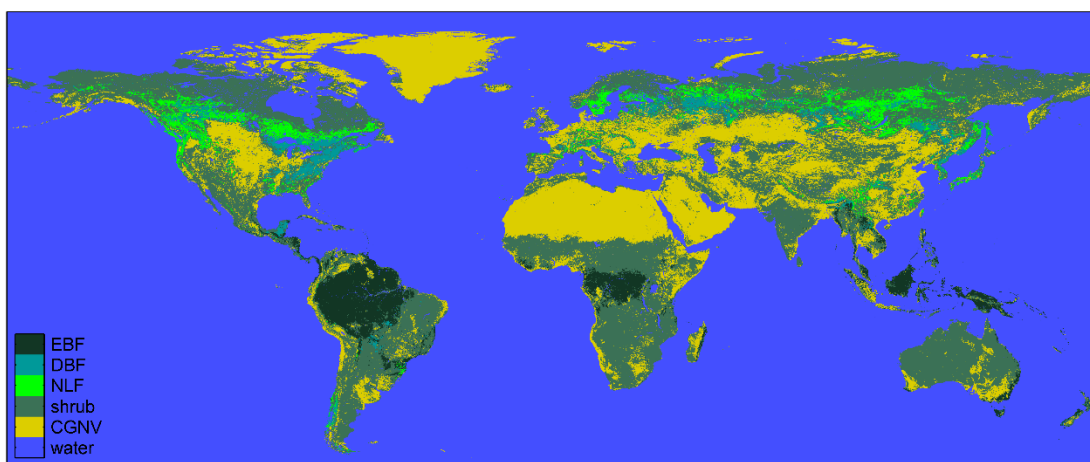 EBF
DBF
NLF
shrub
CGNV
water